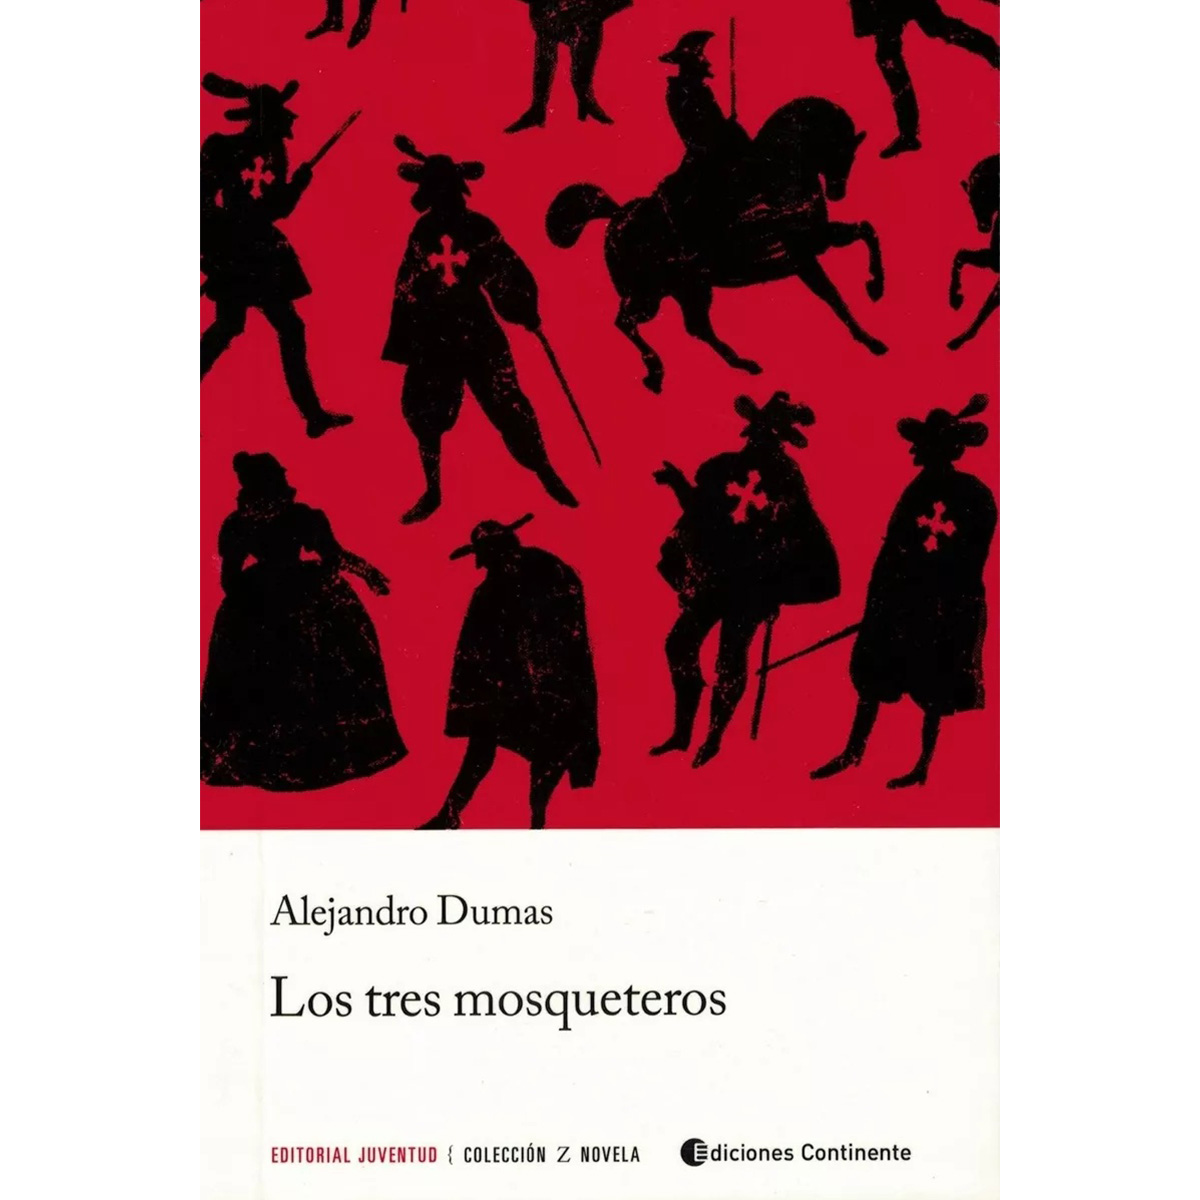 Alejandro Dumas
Los tres mosqueteros
EDITORIAL JUVENTUD { COLECCIÓN Z NOVELA Ediciones Continente